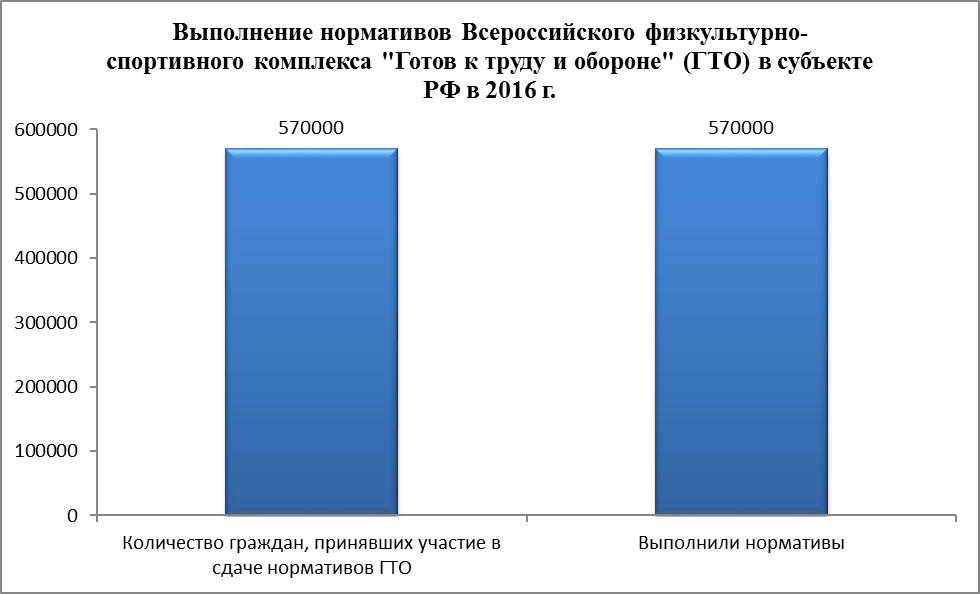 Выполнение нормативов Всероссийского физкультурно-
спортивного комплекса "Готов к труду и обороне" (ГТО) в субъекте
РФ в 2016 г.
600000
500000
400000
300000
200000
100000
0
570000
570000
Количество граждан, принявших участие в
сдаче нормативов ГТО
Выполнили нормативы